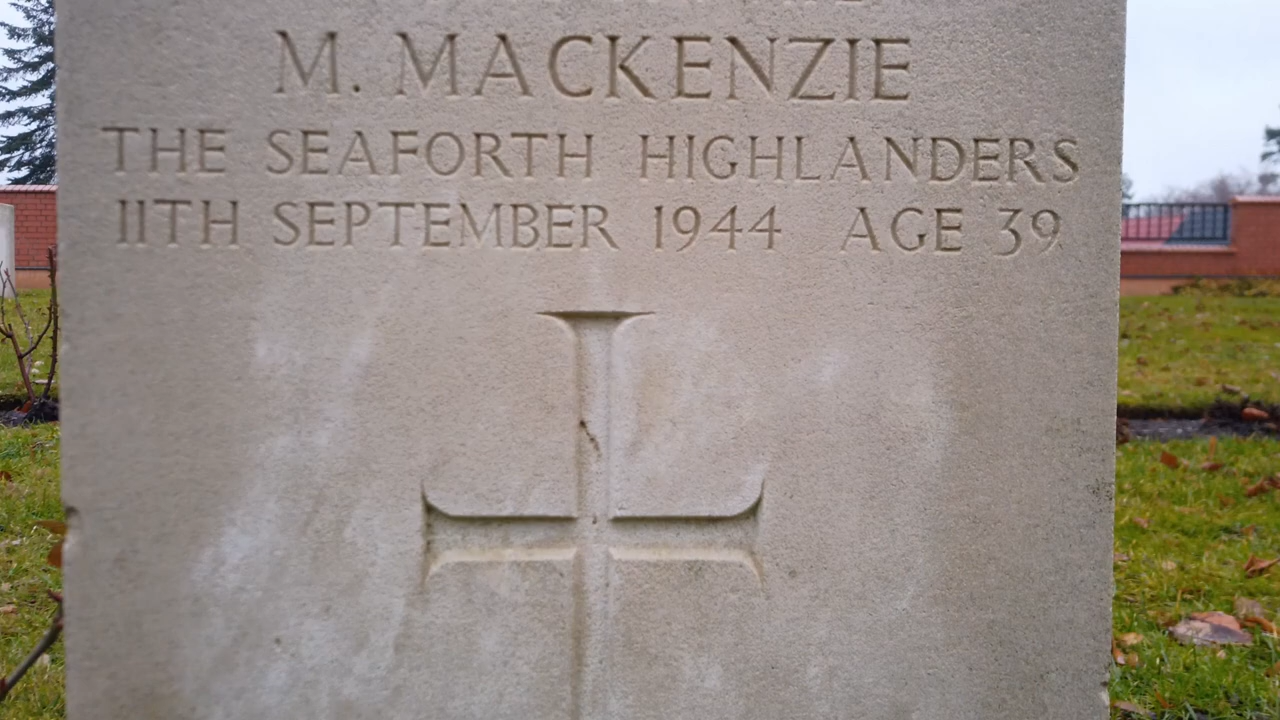 M. MACKENZIE
THE SEAFORTH HIGHLANDERS
11TH SEPTEMBER 1944 AGE 39